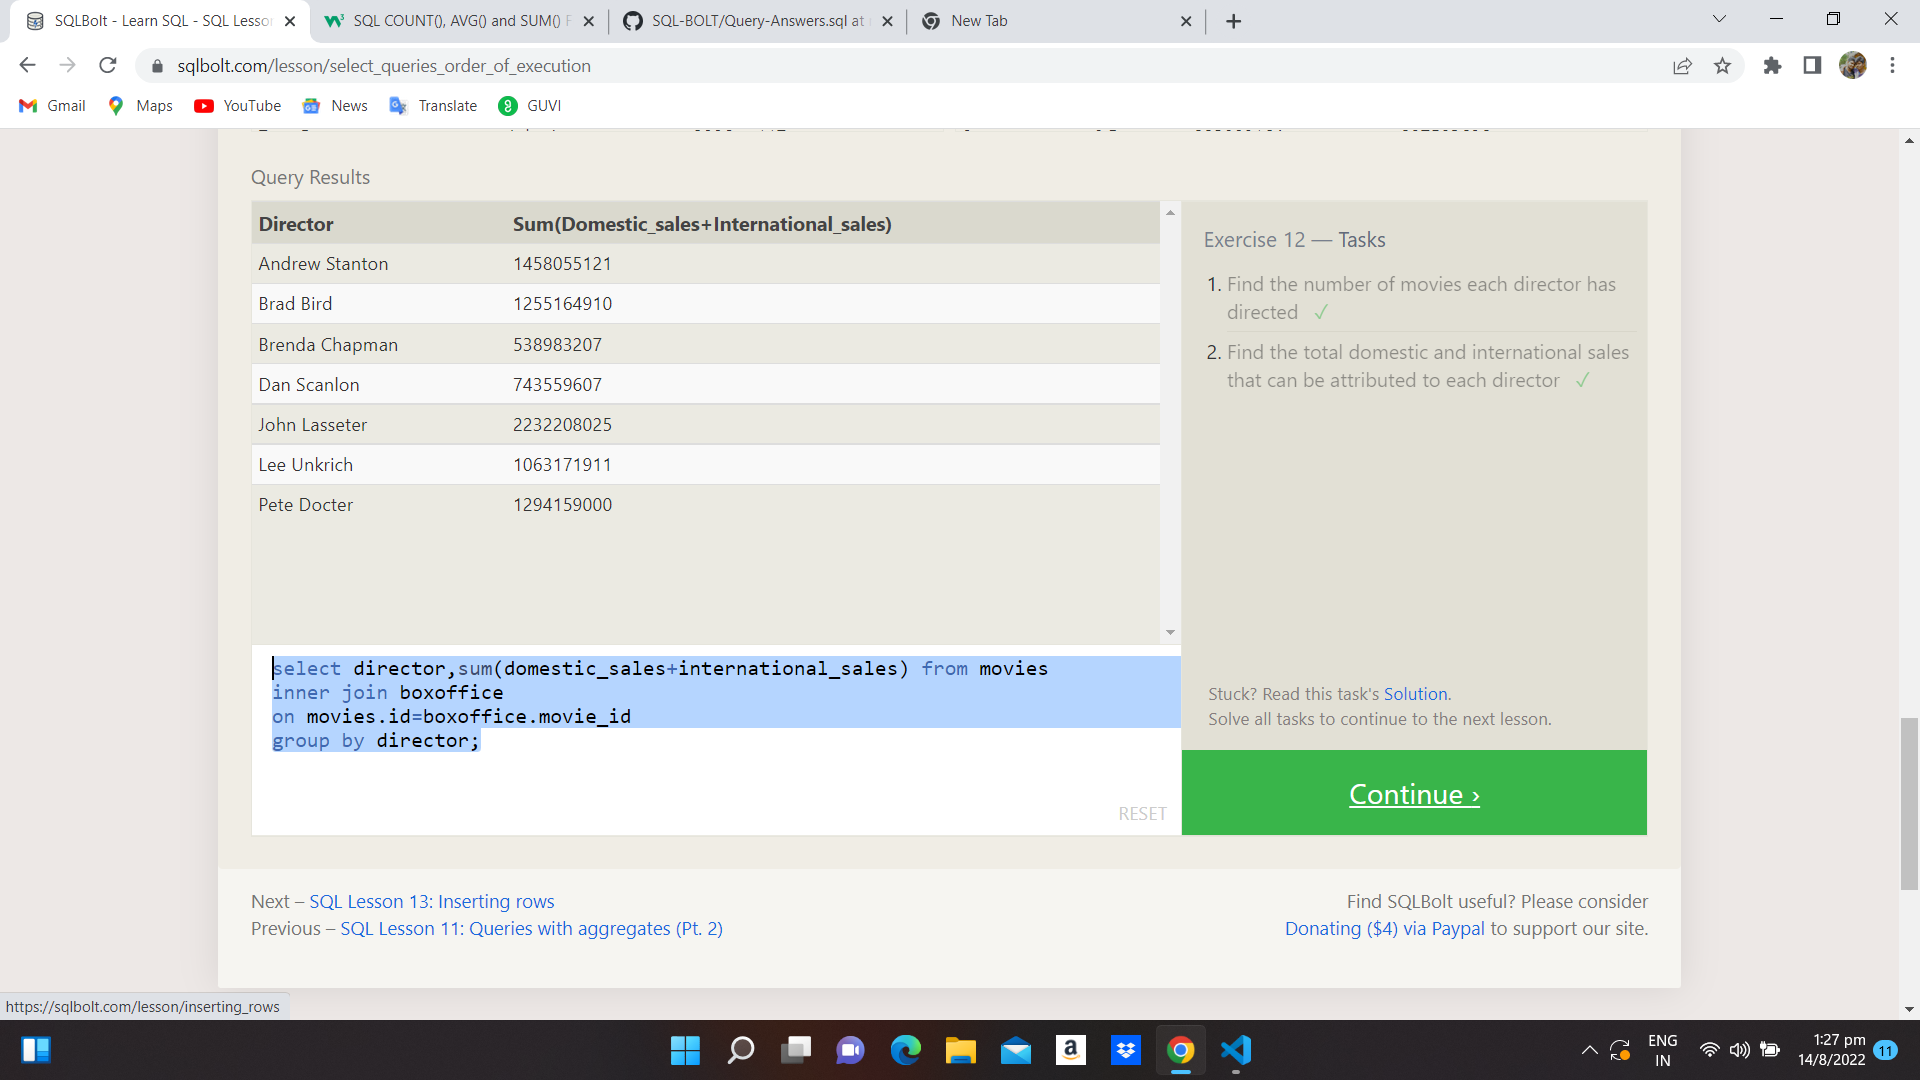 SQLBolt - Learn SQL - SQL Lesson
SQL COUNT(), AVG() and SUM() F
SQL-BOLT/Query-Answers.sql at
New Tab
sqlbolt.com/lesson/select_queries_order_of_execution
Gmail
Maps
YouTube
News
Translate
GUVI
Query Results
Director Sum(Domestic_sales+International_sales)
Andrew Stanton 1458055121
Brad Bird 1255164910
Brenda Chapman 538983207
Dan Scanlon 743559607
John Lasseter 2232208025
Lee Unkrich 1063171911
Pete Docter 1294159000
Exercise 12 — Tasks
1. Find the number of movies each director has
directed ✓
2. Find the total domestic and international sales
that can be attributed to each director ✓
select director,sum(domestic_sales+international_sales) from movies
inner join boxoffice
on movies.id=boxoffice.movie_id
group by director;
RESET
Stuck? Read this task's Solution.
Solve all tasks to continue to the next lesson.
Continue ›
Next – SQL Lesson 13: Inserting rows
Previous – SQL Lesson 11: Queries with aggregates (Pt. 2)
Find SQLBolt useful? Please consider
Donating ($4) via Paypal to support our site.
https://sqlbolt.com/lesson/inserting_rows
ENG
IN
1:27 pm
14/8/2022
11